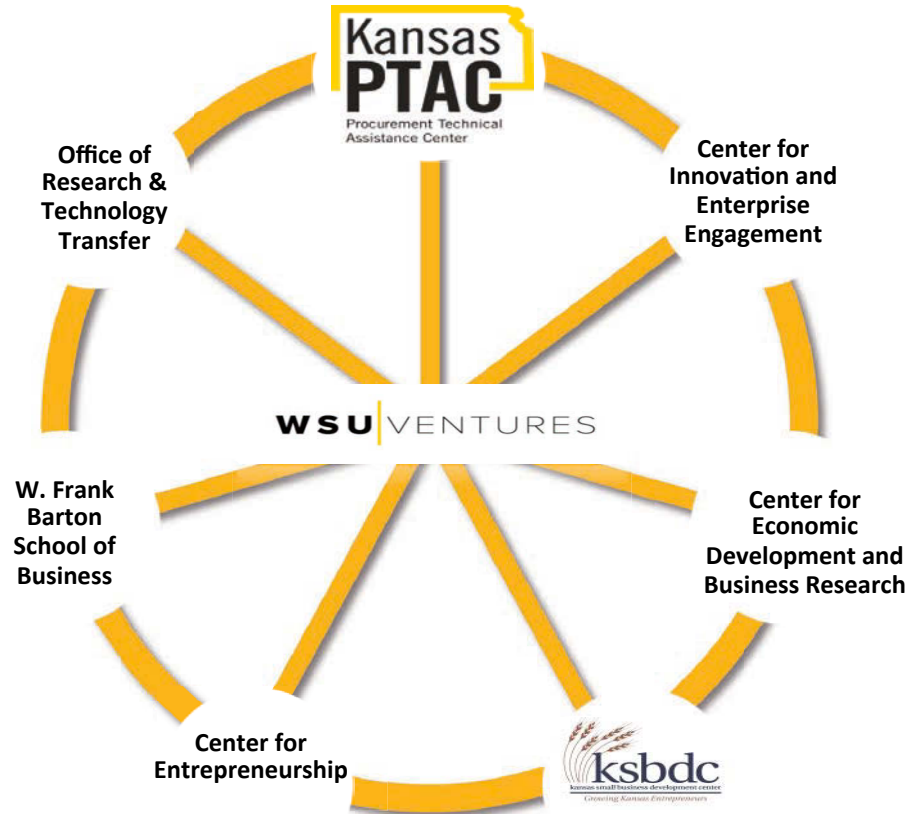 Kansas
PTAC
Procurement Technical
Assistance Center
Office of
Research &
Technology
Transfer
Center for
Innovation and
Enterprise
Engagement
WSU VENTURES
W. Frank
Barton
School of
Business
Center for
Economic
Development and
Business Research
Center for
Entrepreneurship
ksbdc
kansas small business development center
Growing Kansas Entrepreneurs